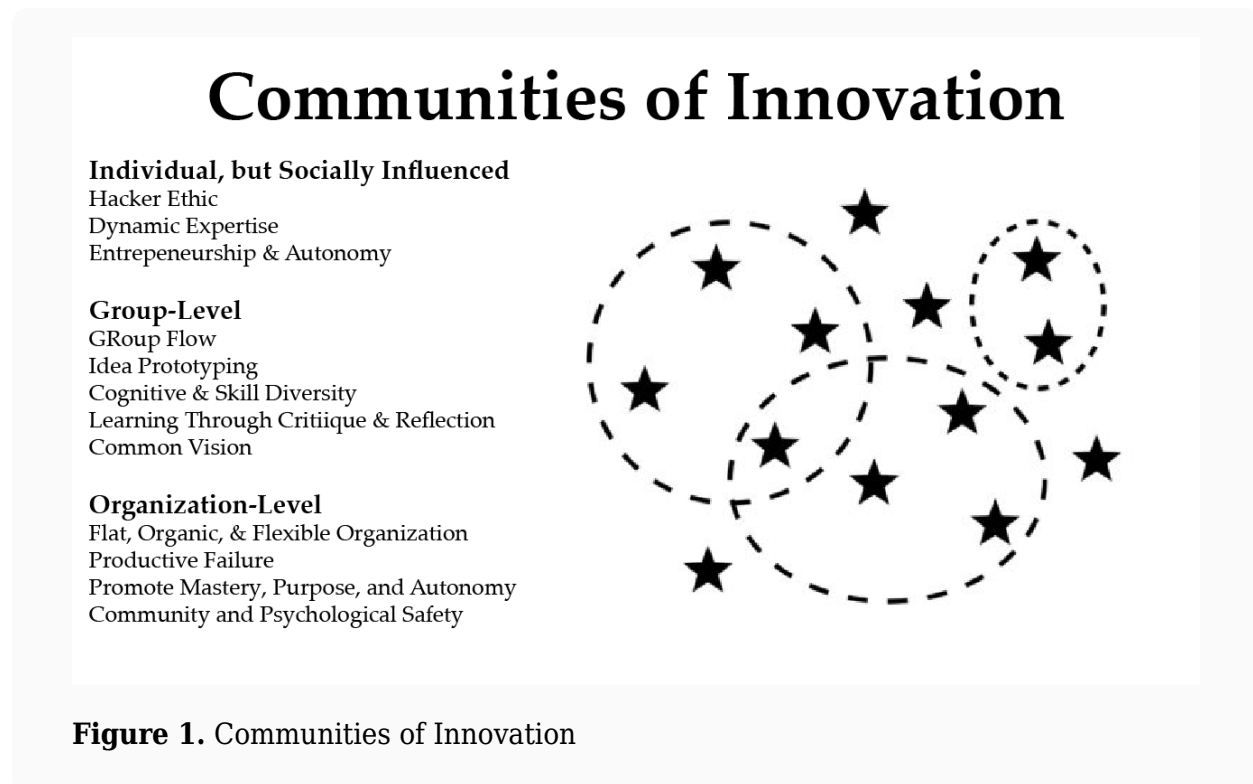 Communities of Innovation
Individual, but Socially Influenced
Hacker Ethic
Dynamic Expertise
Entrepeneurship & Autonomy
Group-Level
GRoup Flow
Idea Prototyping
Cognitive & Skill Diversity
Learning Through Critiique & Reflection
Common Vision
Organization-Level
Flat, Organic, & Flexible Organization
Productive Failure
Promote Mastery, Purpose, and Autonomy
Community and Psychological Safety
Figure 1. Communities of Innovation